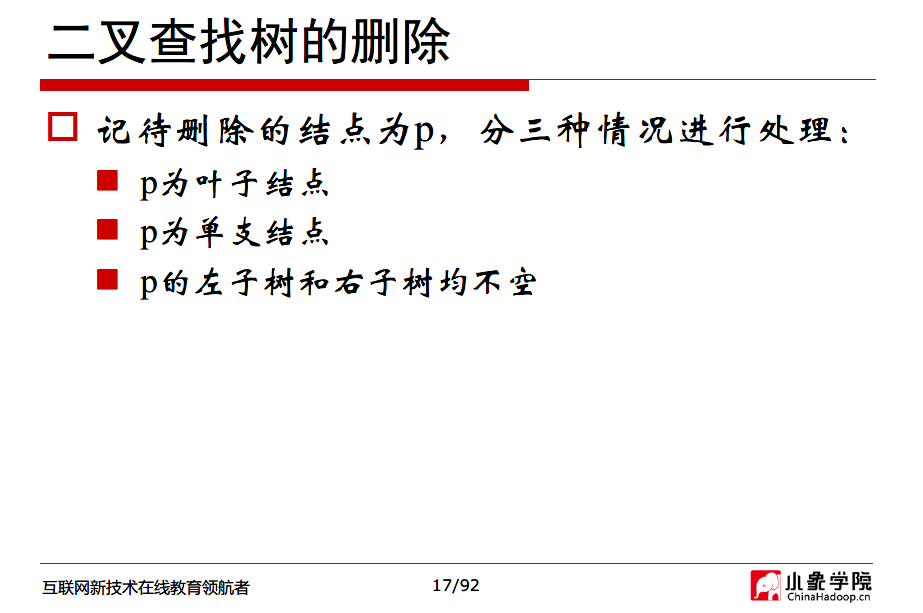 二叉查找树的删除
记待删除的结点为p，分三种情况进行处理：
p为叶子结点
p为单支结点
p的左子树和右子树均不空
互联网新技术在线教育领航者
17/92
小象学院
ChinaHadoop.cn